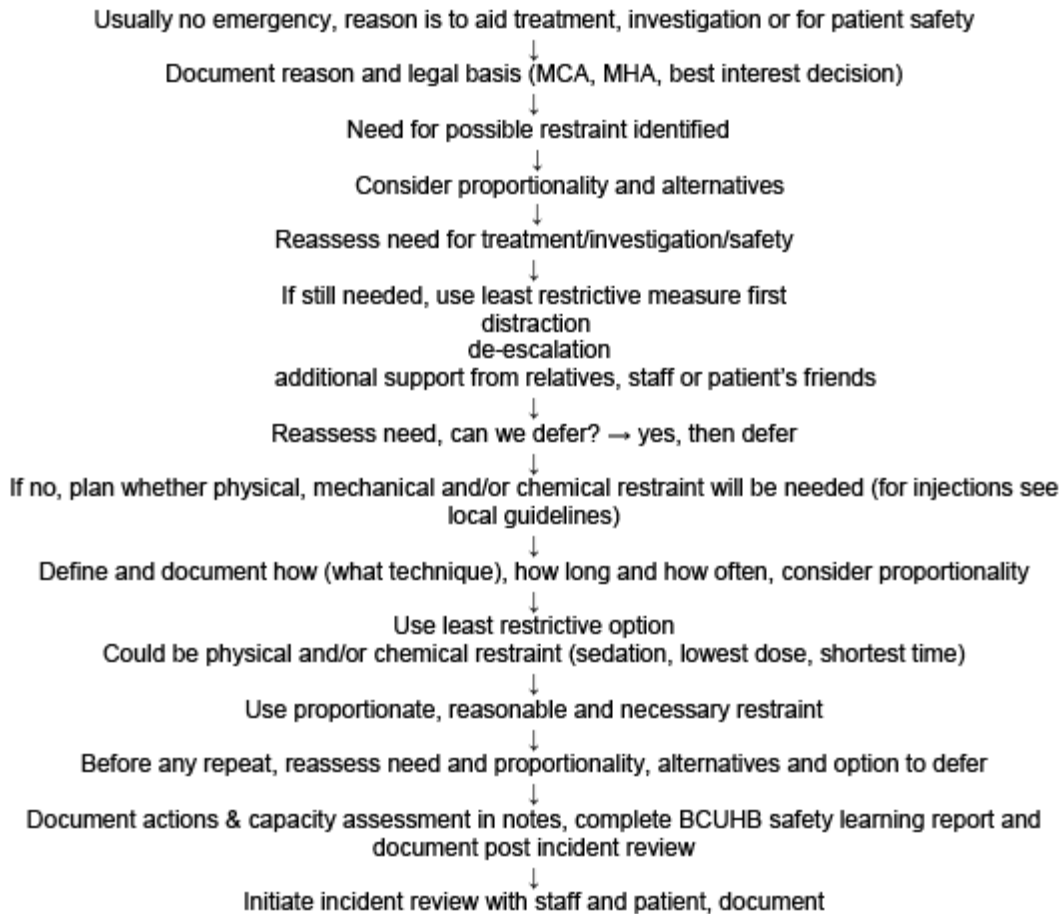 Usually no emergency, reason is to aid treatment, investigation or for patient safety
↓
Document reason and legal basis (MCA, MHA, best interest decision)
↓
Need for possible restraint identified
↓
Consider proportionality and alternatives
↓
Reassess need for treatment/investigation/safety
↓
If still needed, use least restrictive measure first
distraction
de-escalation
additional support from relatives, staff or patient's friends
↓
Reassess need, can we defer? → yes, then defer
↓
If no, plan whether physical, mechanical and/or chemical restraint will be needed (for injections see
local guidelines)
↓
Define and document how (what technique), how long and how often, consider proportionality
↓
Use least restrictive option
Could be physical and/or chemical restraint (sedation, lowest dose, shortest time)
↓
Use proportionate, reasonable and necessary restraint
↓
Before any repeat, reassess need and proportionality, alternatives and option to defer
↓
Document actions & capacity assessment in notes, complete BCUHB safety learning report and
document post incident review
↓
Initiate incident review with staff and patient, document